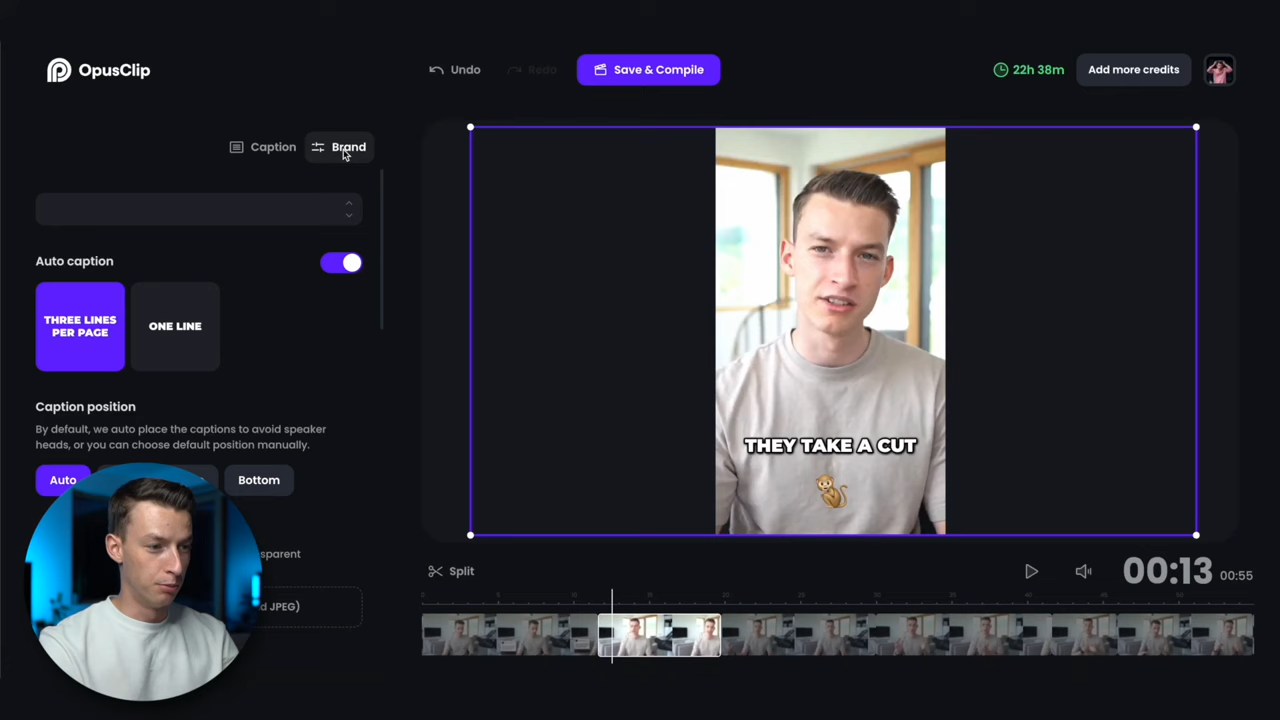 OpusClip
Undo
Redo
Save & Compile
22h 38m
Add more credits
Caption
Brand
Auto caption
THREE LINES
PER PAGE
ONE LINE
Caption position
By default, we auto place the captions to avoid speaker
heads, or you can choose default position manually.
Auto
Bottom
THEY TAKE A CUT
Split
00:13
00:55